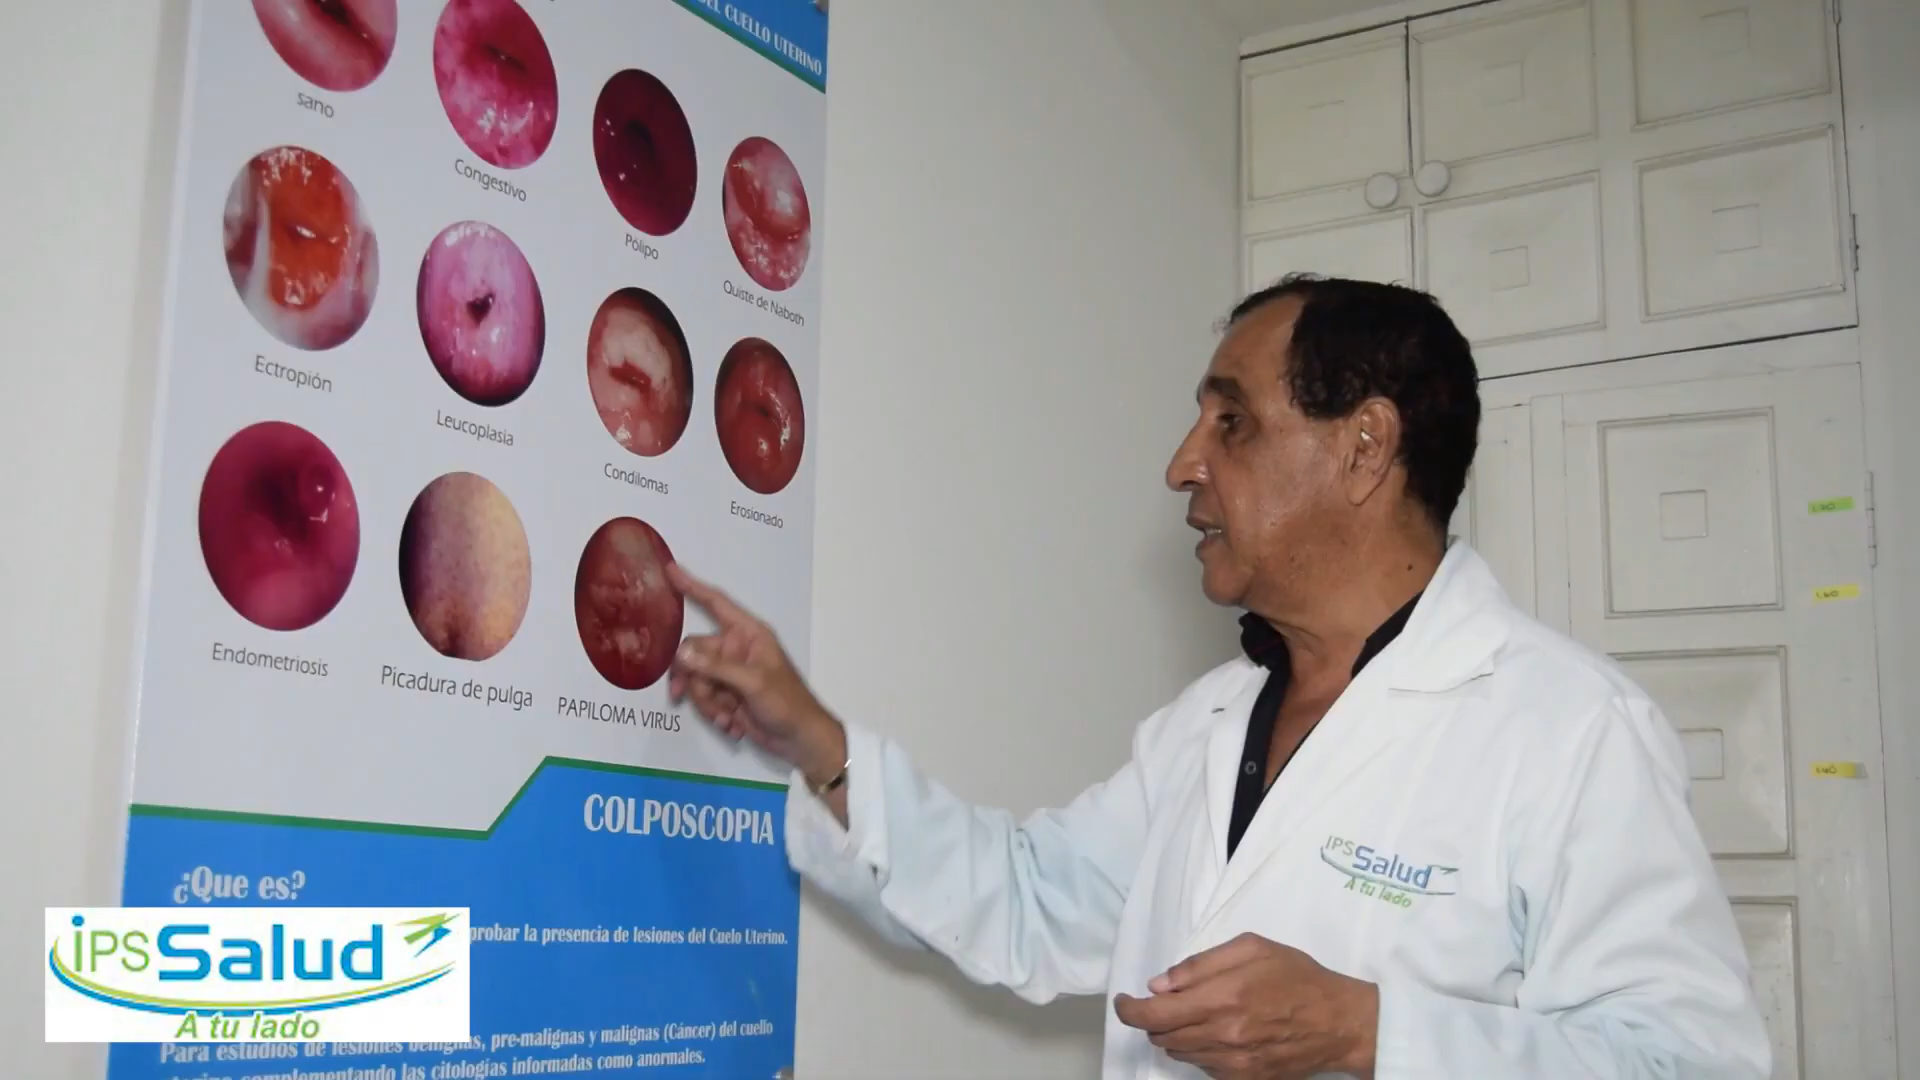 DEL CUELLO UTERINO
sano
Congestivo
Pólipo
Quiste de Naboth
Ectropión
Leucoplasia
Condilomas
Erosionado
Endometriosis
Picadura de pulga
PAPILOMA VIRUS
COLPOSCOPIA
¿Que es?
probar la presencia de lesiones del Cuelo Uterino.
Para estudios de lesiones benignas, pre-malignas y malignas (Cáncer) del cuello
complementando las citologías informadas como anormales.
iPS Salud
A tu lado
iPS Salud
A tu lado